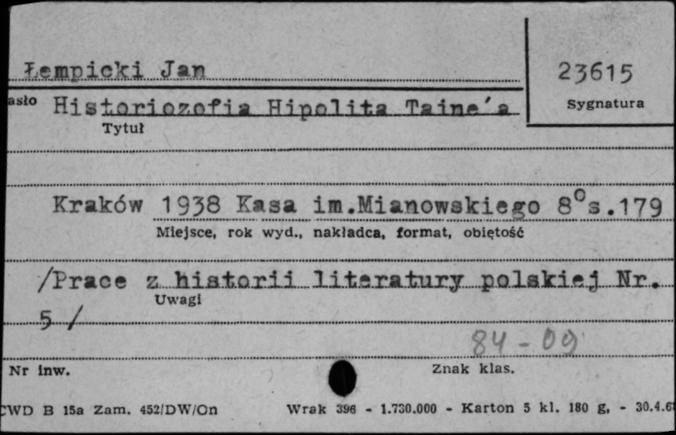 Łempicki Jan
23615
Sygnatura
asło Historiozofia Hipolita Taine'a
Tytuł
Kraków 1938 Kasa im.Mianowskiego 8°s.179
Miejsce, rok wyd., nakładca, format, objętość
/Prace z historii literatury polskiej Nr.
Uwagi
5 /
84-09
Nr inw.
Znak klas.
CWD B 15a Zam. 452/DW/On Wrak 396 - 1.730.000 - Karton 5 kl. 180 g, - 30.4.68